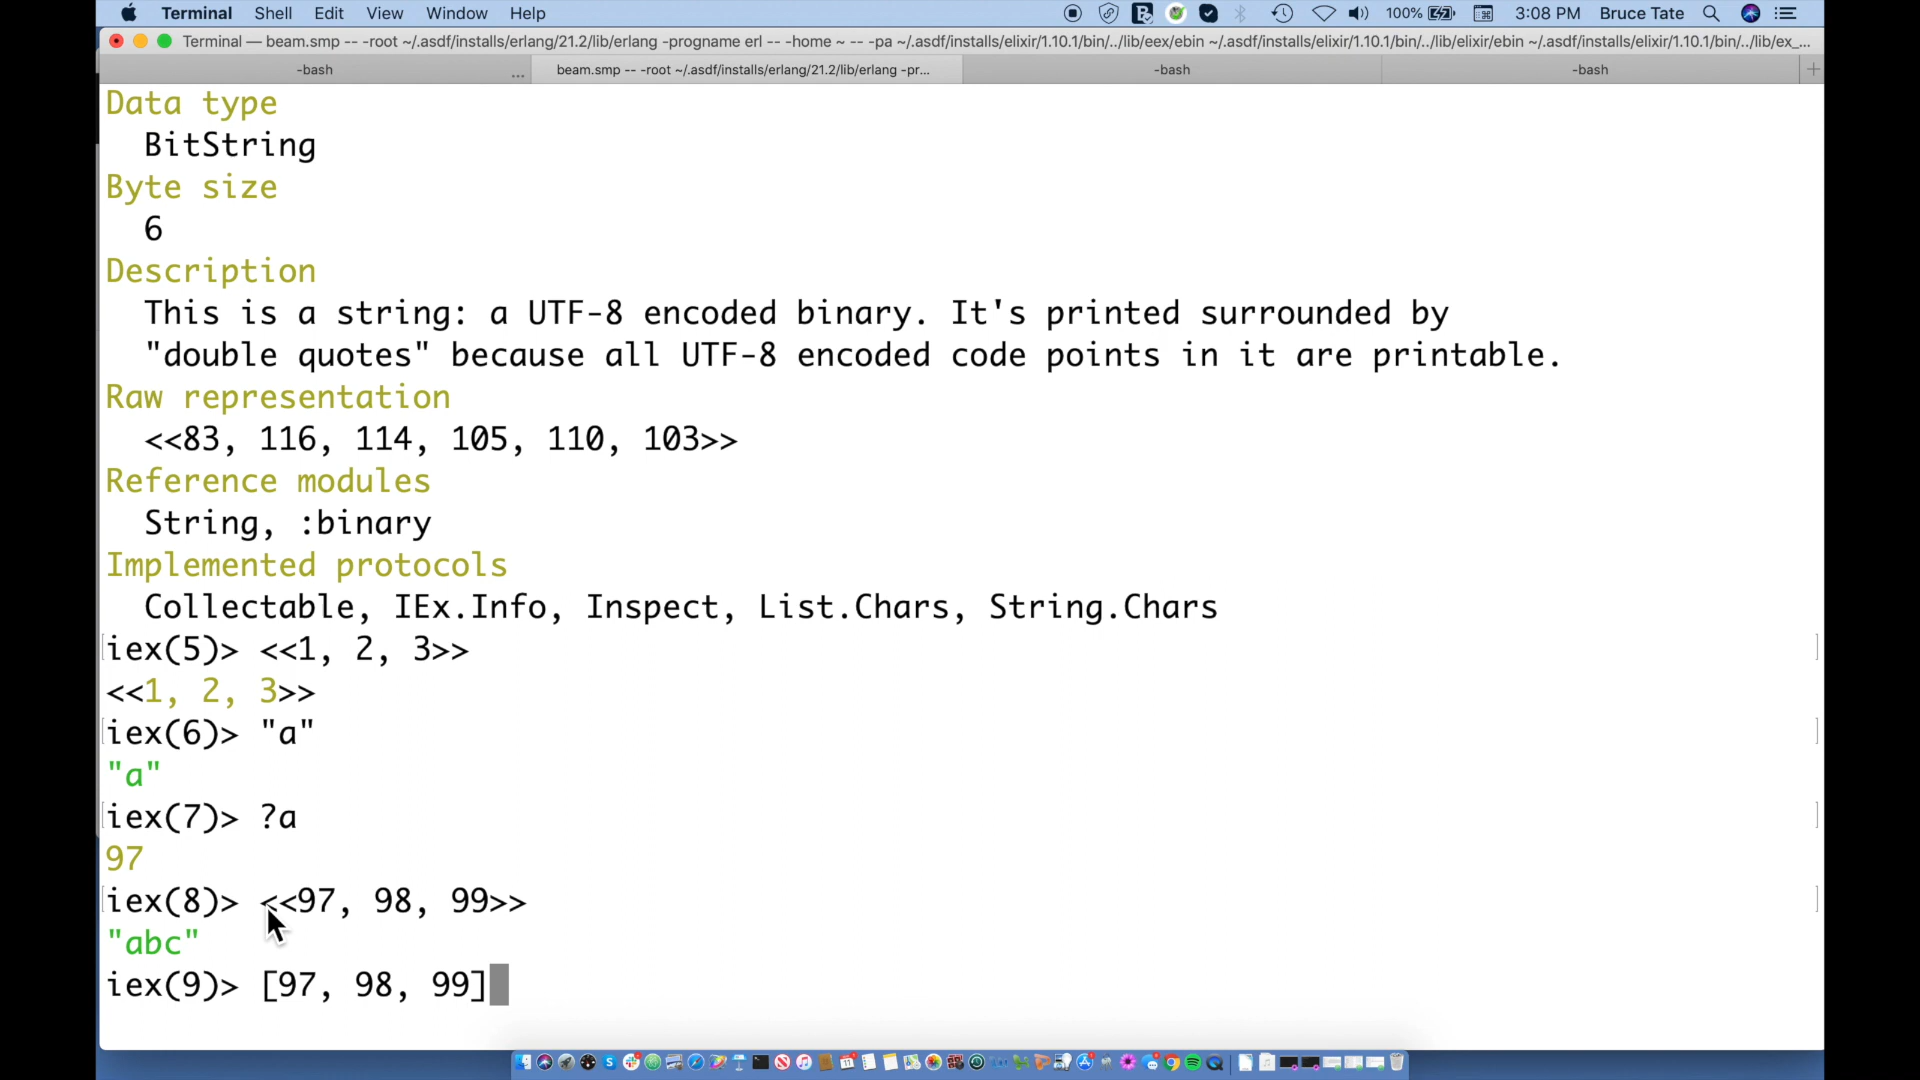 Terminal Shell Edit View Window Help 100% 3:08 PM Bruce Tate
Terminal — beam.smp -- -root ~/.asdf/installs/erlang/21.2/lib/erlang -progname erl -- -home ~ -- -pa ~/.asdf/installs/elixir/1.10.1/bin/../lib/eex/ebin ~/.asdf/installs/elixir/1.10.1/bin/../lib/elixir/ebin ~/.asdf/installs/elixir/1.10.1/bin/../lib/ex_...
-bash ... beam.smp -- -root ~/.asdf/installs/erlang/21.2/lib/erlang -pr... -bash -bash +
Data type
BitString
Byte size
6
Description
This is a string: a UTF-8 encoded binary. It's printed surrounded by
"double quotes" because all UTF-8 encoded code points in it are printable.
Raw representation
<<83, 116, 114, 105, 110, 103>>
Reference modules
String, :binary
Implemented protocols
Collectable, IEx.Info, Inspect, List.Chars, String.Chars
iex(5)> <<1, 2, 3>>
<<1, 2, 3>>
iex(6)> "a"
"a"
iex(7)> ?a
97
iex(8)> <<97, 98, 99>>
"abc"
iex(9)> [97, 98, 99]